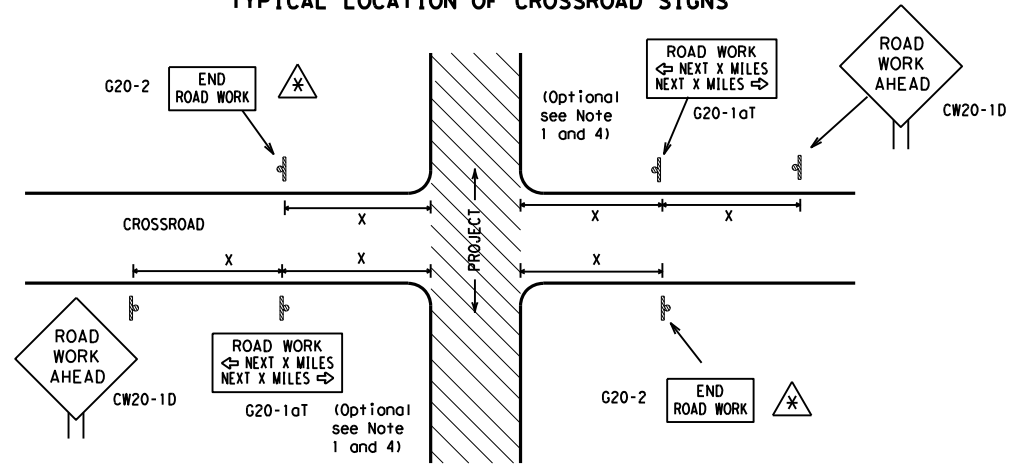 TYPICAL LOCATION OF CROSSROAD SIGNS
G20-2
END
ROAD WORK
*
(Optional
see Note
1 and 4)
ROAD WORK
⇦ NEXT X MILES
NEXT X MILES ⇨
G20-1aT
ROAD
WORK
AHEAD
CW20-1D
CROSSROAD
X
X
X
PROJECT
X
X
X
ROAD
WORK
AHEAD
CW20-1D
ROAD WORK
⇦ NEXT X MILES
NEXT X MILES ⇨
G20-1aT
(Optional
see Note
1 and 4)
G20-2
END
ROAD WORK
*